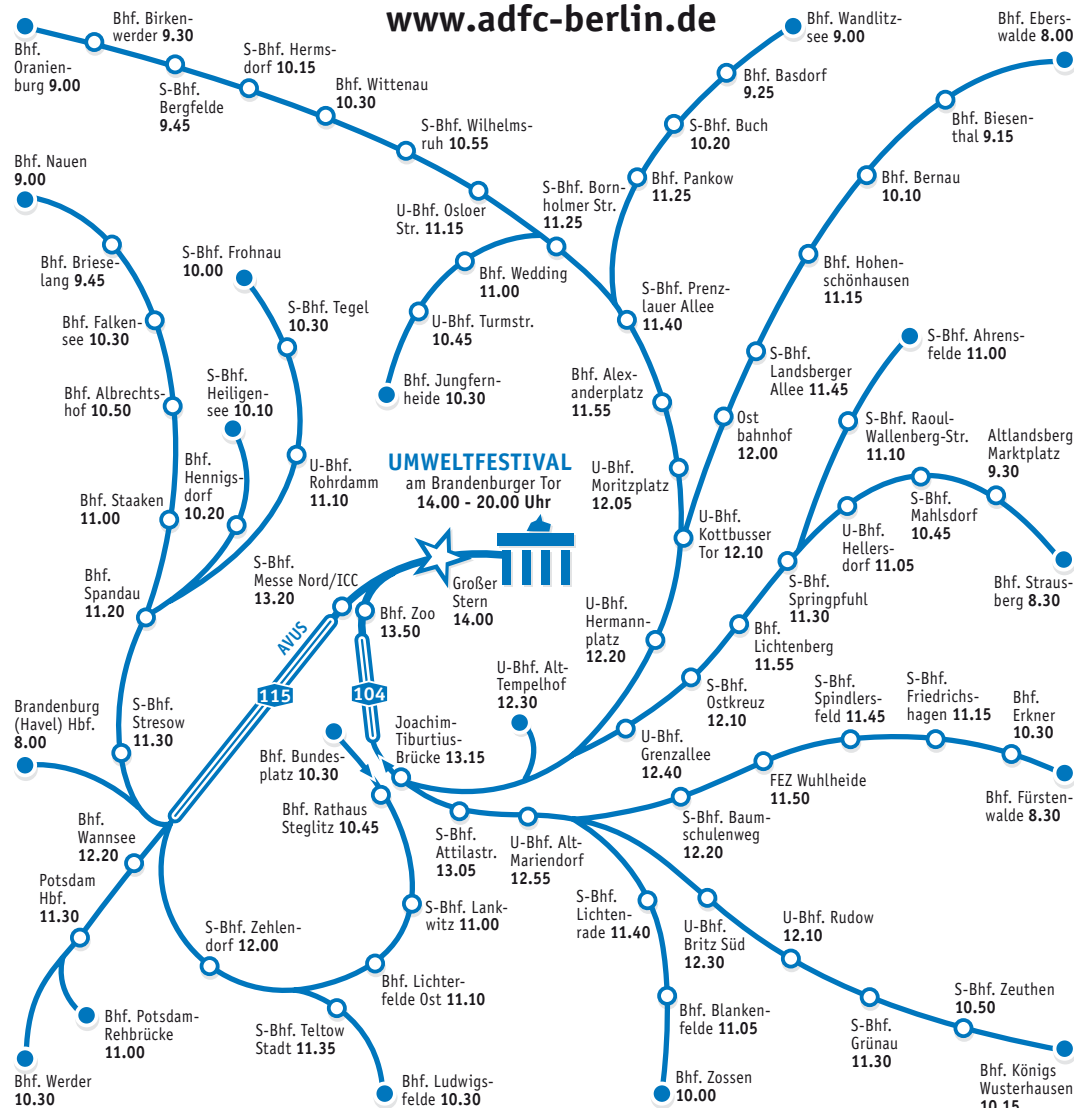 www.adfc-berlin.de
Bhf. Birken-
werder 9.30
Bhf.
Oranien-
burg 9.00
S-Bhf.
Bergfelde
9.45
S-Bhf. Herms-
dorf 10.15
Bhf. Wittenau
10.30
S-Bhf. Wilhelms-
ruh 10.55
U-Bhf. Osloer
Str. 11.15
S-Bhf. Born-
holmer Str.
11.25
Bhf. Wandlitz-
see 9.00
Bhf. Basdorf
9.25
S-Bhf. Buch
10.20
Bhf. Pankow
11.25
Bhf. Ebers-
walde 8.00
Bhf. Biesen-
thal 9.15
Bhf. Bernau
10.10
Bhf. Hohen-
schönhausen
11.15
S-Bhf.
Landsberger
Allee 11.45
Ost
bahnhof
12.00
Bhf. Nauen
9.00
Bhf. Briese-
lang 9.45
Bhf. Falken-
see 10.30
Bhf. Albrechts-
hof 10.50
Bhf. Staaken
11.00
Bhf.
Spandau
11.20
S-Bhf. Frohnau
10.00
S-Bhf. Tegel
10.30
U-Bhf.
Rohrdamm
11.10
S-Bhf.
Heiligen-
see 10.10
Bhf.
Hennigs-
dorf
10.20
Bhf. Wedding
11.00
U-Bhf. Turmstr.
10.45
Bhf. Jungfern-
heide 10.30
S-Bhf. Prenz-
lauer Allee
11.40
Bhf. Alex-
anderplatz
11.55
U-Bhf.
Moritzplatz
12.05
U-Bhf.
Kottbusser
Tor 12.10
U-Bhf.
Hermann-
platz
12.20
S-Bhf. Ahrens-
felde 11.00
S-Bhf. Raoul-
Wallenberg-Str.
11.10
Altlandsberg
Marktplatz
9.30
S-Bhf.
Mahlsdorf
10.45
U-Bhf.
Hellers-
dorf 11.05
Bhf. Straus-
berg 8.30
S-Bhf.
Springpfuhl
11.30
Bhf.
Lichtenberg
11.55
S-Bhf.
Ostkreuz
12.10
U-Bhf.
Grenzallee
12.40
UMWELTFESTIVAL
am Brandenburger Tor
14.00 - 20.00 Uhr
Großer
Stern
14.00
S-Bhf.
Messe Nord/ICC
13.20
Bhf. Zoo
13.50
AVUS
115
104
U-Bhf. Alt-
Tempelhof
12.30
Joachim-
Tiburtius-
Brücke 13.15
Brandenburg
(Havel) Hbf.
8.00
S-Bhf.
Stresow
11.30
Bhf. Bundes-
platz 10.30
Bhf. Rathaus
Steglitz 10.45
S-Bhf.
Attilastr.
13.05
U-Bhf. Alt-
Mariendorf
12.55
S-Bhf. Baum-
schulenweg
12.20
FEZ Wuhlheide
11.50
S-Bhf.
Spindlers-
feld 11.45
S-Bhf.
Friedrichs-
hagen 11.15
Bhf.
Erkner
10.30
Bhf. Fürsten-
walde 8.30
Bhf.
Wannsee
12.20
Potsdam
Hbf.
11.30
Bhf. Potsdam-
Rehbrücke
11.00
Bhf. Werder
10.30
S-Bhf. Zehlen-
dorf 12.00
S-Bhf. Lank-
witz 11.00
Bhf. Lichter-
felde Ost 11.10
S-Bhf. Teltow
Stadt 11.35
Bhf. Ludwigs-
felde 10.30
S-Bhf.
Lichten-
rade 11.40
Bhf. Blanken-
felde 11.05
Bhf. Zossen
10.00
U-Bhf.
Britz Süd
12.30
U-Bhf. Rudow
12.10
S-Bhf.
Grünau
11.30
S-Bhf. Zeuthen
10.50
Bhf. Königs
Wusterhausen
10.15